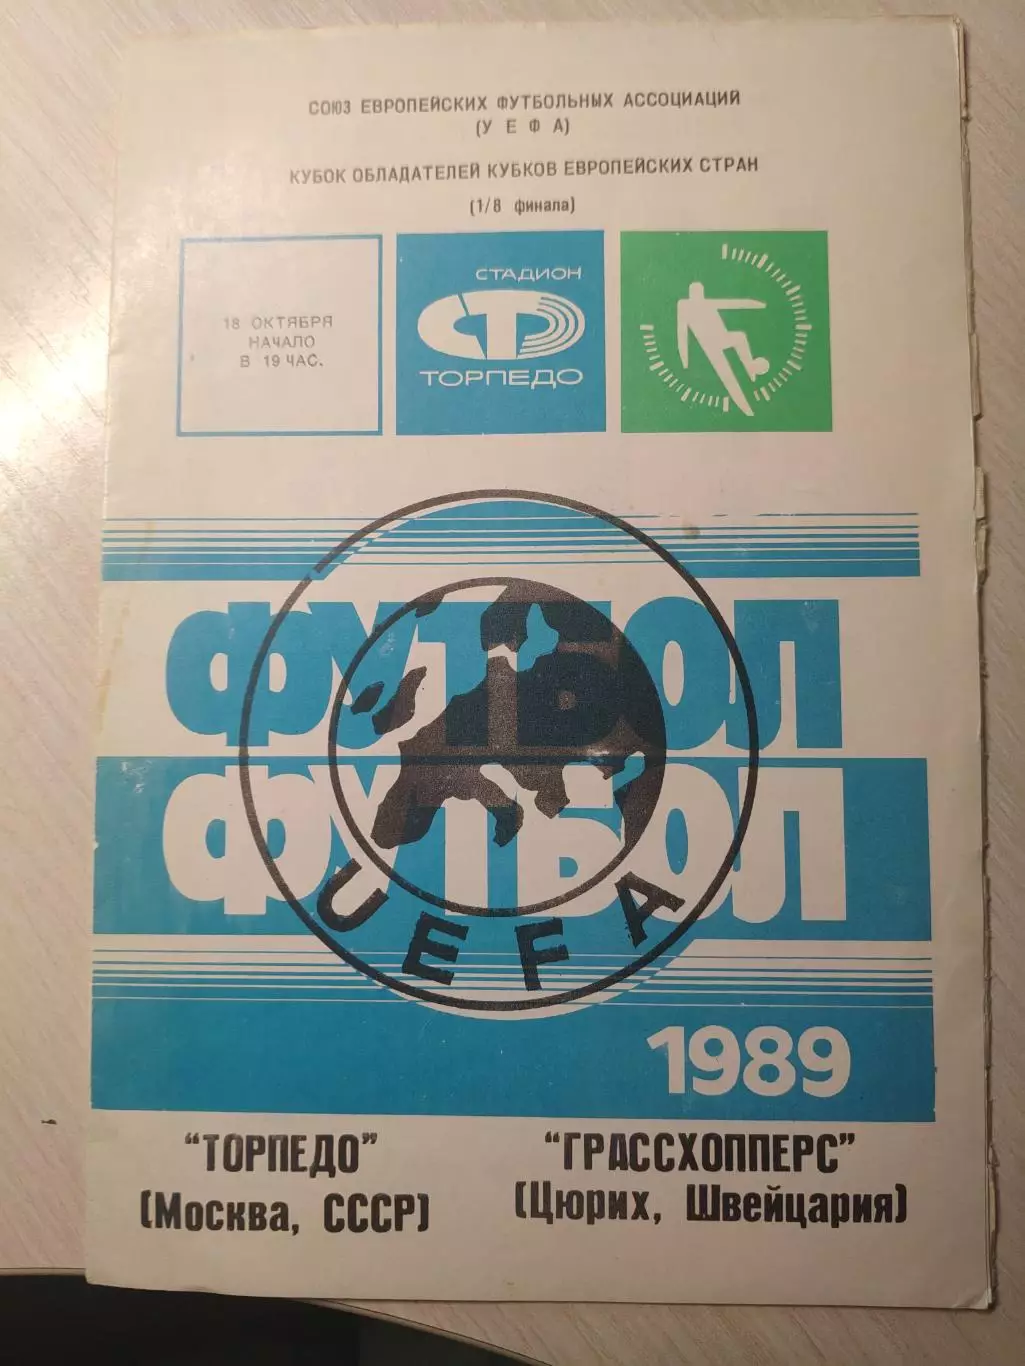 СОЮЗ ЕВРОПЕЙСКИХ ФУТБОЛЬНЫХ АССОЦИАЦИЙ
(У Е Ф А)
КУБОК ОБЛАДАТЕЛЕЙ КУБКОВ ЕВРОПЕЙСКИХ СТРАН
(1/8 финала)
18 ОКТЯБРЯ
НАЧАЛО
В 19 ЧАС.
СТАДИОН
ТОРПЕДО
ФУТБОЛ
ФУТБОЛ
UEFA
1989
"ТОРПЕДО"
(Москва, СССР)
"ГРАССХОППЕРС"
(Цюрих, Швейцария)